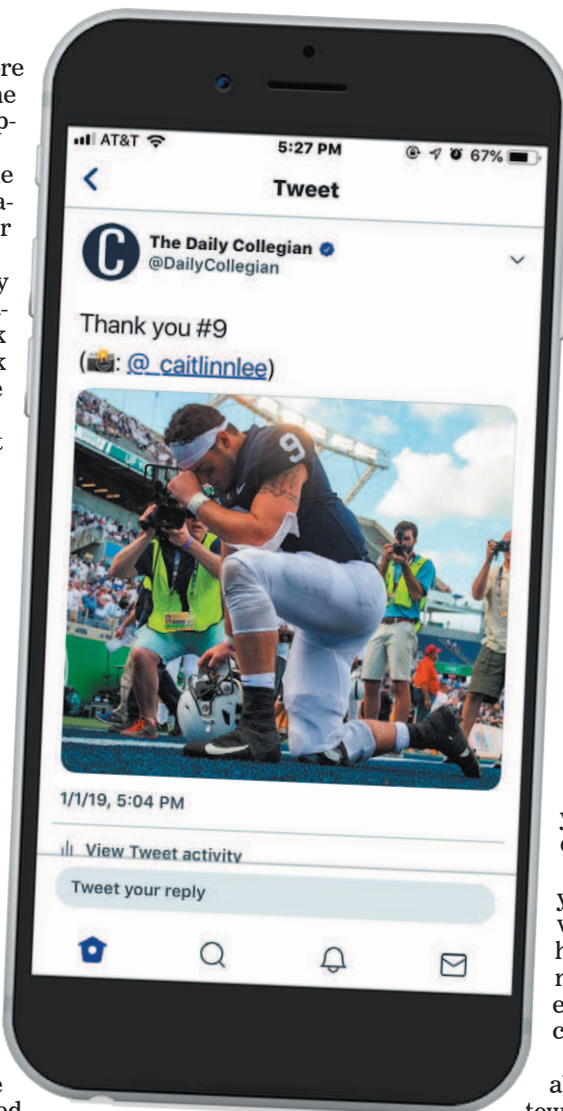 AT&T 5:27 PM 67%
Tweet
C The Daily Collegian
@DailyCollegian
Thank you #9
(📸: @_caitlinnlee)
9
1/1/19, 5:04 PM
View Tweet activity
Tweet your reply